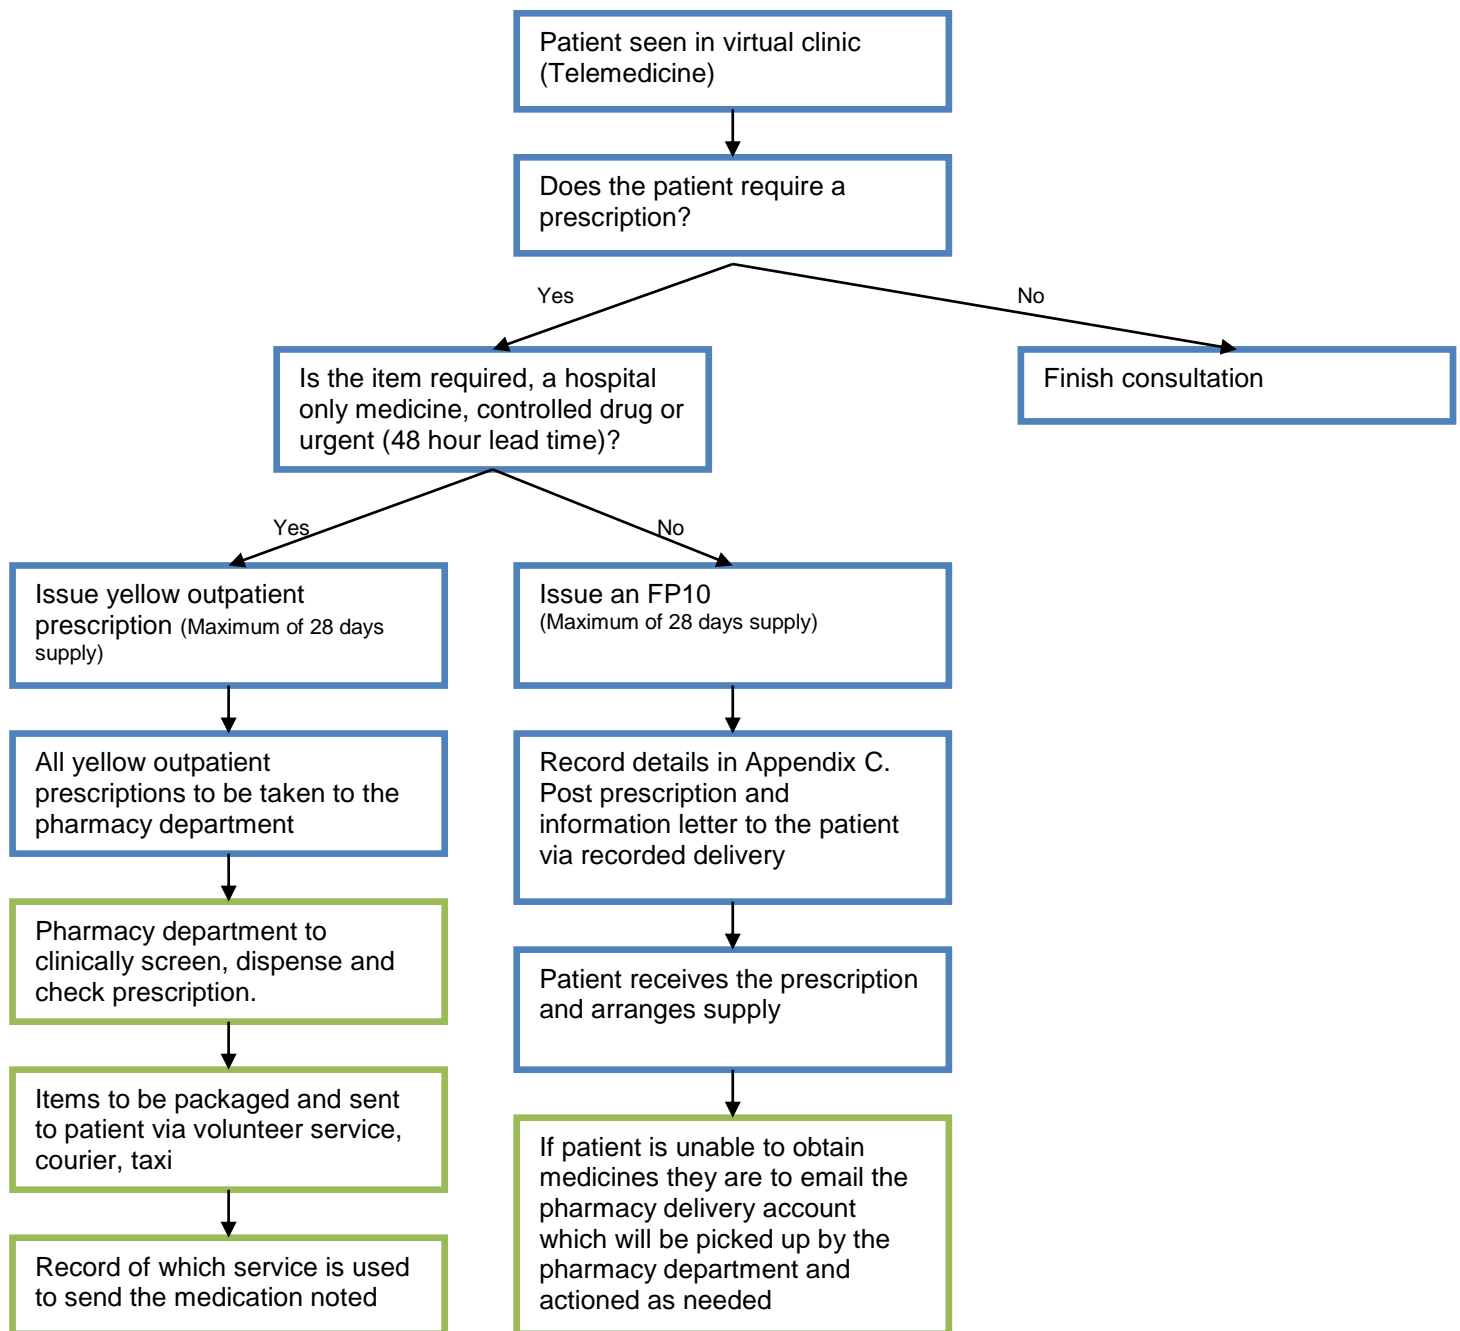 Patient seen in virtual clinic
(Telemedicine)
Does the patient require a
prescription?
Yes
No
Is the item required, a hospital
only medicine, controlled drug or
urgent (48 hour lead time)?
Finish consultation
Yes
No
Issue yellow outpatient
prescription (Maximum of 28 days
supply)
Issue an FP10
(Maximum of 28 days supply)
All yellow outpatient
prescriptions to be taken to the
pharmacy department
Record details in Appendix C.
Post prescription and
information letter to the patient
via recorded delivery
Pharmacy department to
clinically screen, dispense and
check prescription.
Patient receives the prescription
and arranges supply
Items to be packaged and sent
to patient via volunteer service,
courier, taxi
If patient is unable to obtain
medicines they are to email the
pharmacy delivery account
which will be picked up by the
pharmacy department and
actioned as needed
Record of which service is used
to send the medication noted